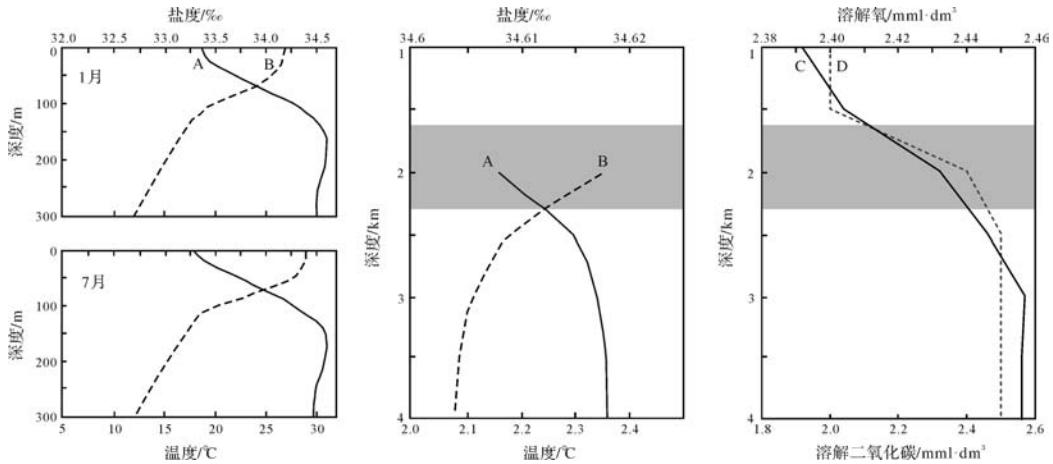 盐度/‰
32.0 32.5 33.0 33.5 34.0 34.5
深度/m
0
100
200
300
1月
A
B
深度/m
0
100
200
300
7月
5 10 15 20 25 30
温度/℃
盐度/‰
34.6 34.61 34.62
深度/km
1
2
3
4
A
B
2.0 2.1 2.2 2.3 2.4
温度/℃
溶解氧/mml·dm³
2.38 2.40 2.42 2.44 2.46
深度/km
1
2
3
4
C
D
1.8 2.0 2.2 2.4 2.6
溶解二氧化碳/mml·dm³